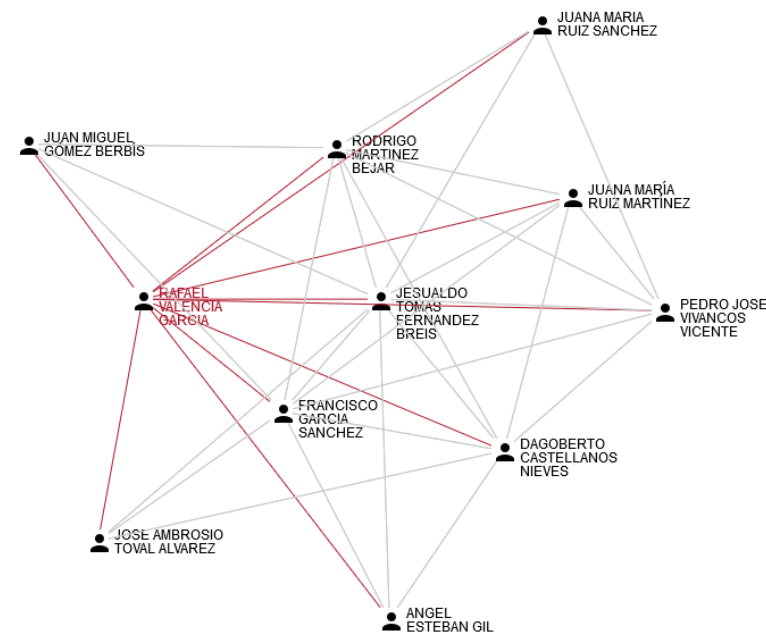 JUANA MARIA
RUIZ SANCHEZ
JUAN MIGUEL
GOMEZ BERBIS
RODRIGO
MARTINEZ
BEJAR
JUANA MARÍA
RUIZ MARTÍNEZ
RAFAEL
VALENCIA
GARCIA
JESUALDO
TOMAS
FERNANDEZ
BREIS
PEDRO JOSE
VIVANCOS
VICENTE
FRANCISCO
GARCIA
SANCHEZ
DAGOBERTO
CASTELLANOS
NIEVES
JOSE AMBROSIO
TOVAL ALVAREZ
ANGEL
ESTEBAN GIL